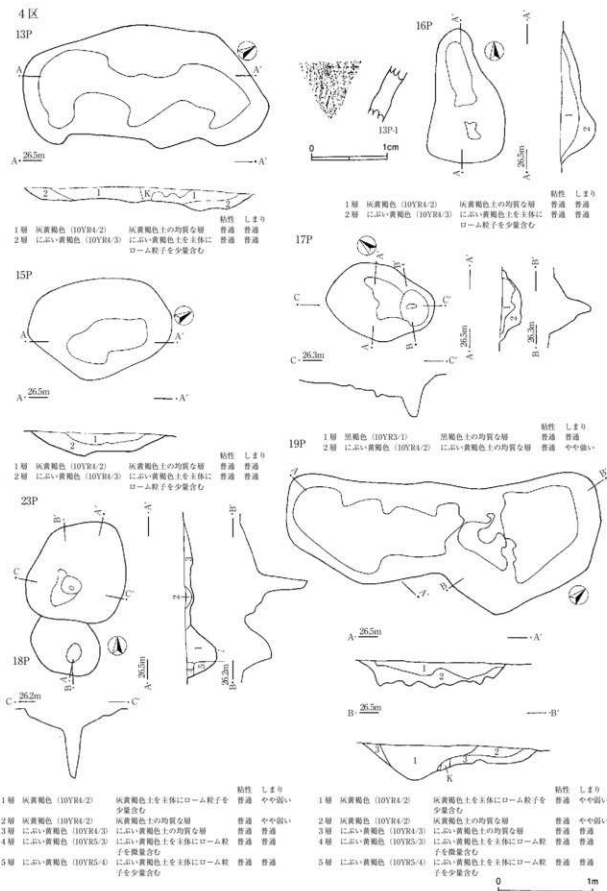 4区
13P
A
A′
A 26.5m A′
2 1 K 1 2
粘性 しまり
1層 灰黄褐色 (10YR4/2) 灰黄褐色土の均質な層 普通 普通
2層 にぶい黄褐色 (10YR4/3) にぶい黄褐色土を主体に 普通 普通
ローム粒子を少量含む
13P-1
0 1cm
16P
A′
A
A′
A 26.5m
1
2
粘性 しまり
1層 灰黄褐色 (10YR4/2) 灰黄褐色土の均質な層 普通 普通
2層 にぶい黄褐色 (10YR4/3) にぶい黄褐色土を主体に 普通 普通
ローム粒子を少量含む
15P
A A′
A 26.5m A′
1
2
粘性 しまり
1層 灰黄褐色 (10YR4/2) 灰黄褐色土の均質な層 普通 普通
2層 にぶい黄褐色 (10YR4/3) にぶい黄褐色土を主体に 普通 普通
ローム粒子を少量含む
17P
A′ B′
C C′
A B
A′
A 26.5m
1
2
B′
B 26.3m
C 26.3m C′
粘性 しまり
1層 黒褐色 (10YR3/1) 黒褐色土の均質な層 普通 普通
2層 にぶい黄褐色 (10YR4/2) にぶい黄褐色土の均質な層 普通 やや強い
23P
B′ A′
C C′
18P
A
B
A′
A 26.5m
3
2
1
5
B′
B 26.2m
C 26.2m C′
粘性 しまり
1層 灰黄褐色 (10YR4/2) 灰黄褐色土を主体にローム粒子を 普通 やや弱い
少量含む
2層 灰黄褐色 (10YR4/2) 灰黄褐色土の均質な層 普通 やや弱い
3層 にぶい黄褐色 (10YR4/3) にぶい黄褐色土の均質な層 普通 普通
4層 にぶい黄褐色 (10YR5/3) にぶい黄褐色土を主体にローム粒 普通 普通
子を微量含む
5層 にぶい黄褐色 (10YR5/4) にぶい黄褐色土を主体にローム粒 普通 普通
子を少量含む
19P
A B′
B A′
A 26.5m A′
1
2
B 26.5m B′
3 1 4 3 2
K
粘性 しまり
1層 灰黄褐色 (10YR4/2) 灰黄褐色土を主体にローム粒子を 普通 やや弱い
少量含む
2層 灰黄褐色 (10YR4/2) 灰黄褐色土の均質な層 普通 やや弱い
3層 にぶい黄褐色 (10YR4/3) にぶい黄褐色土の均質な層 普通 普通
4層 にぶい黄褐色 (10YR5/3) にぶい黄褐色土を主体にローム粒 普通 普通
子を微量含む
5層 にぶい黄褐色 (10YR5/4) にぶい黄褐色土を主体にローム粒 普通 普通
子を少量含む
0 1m